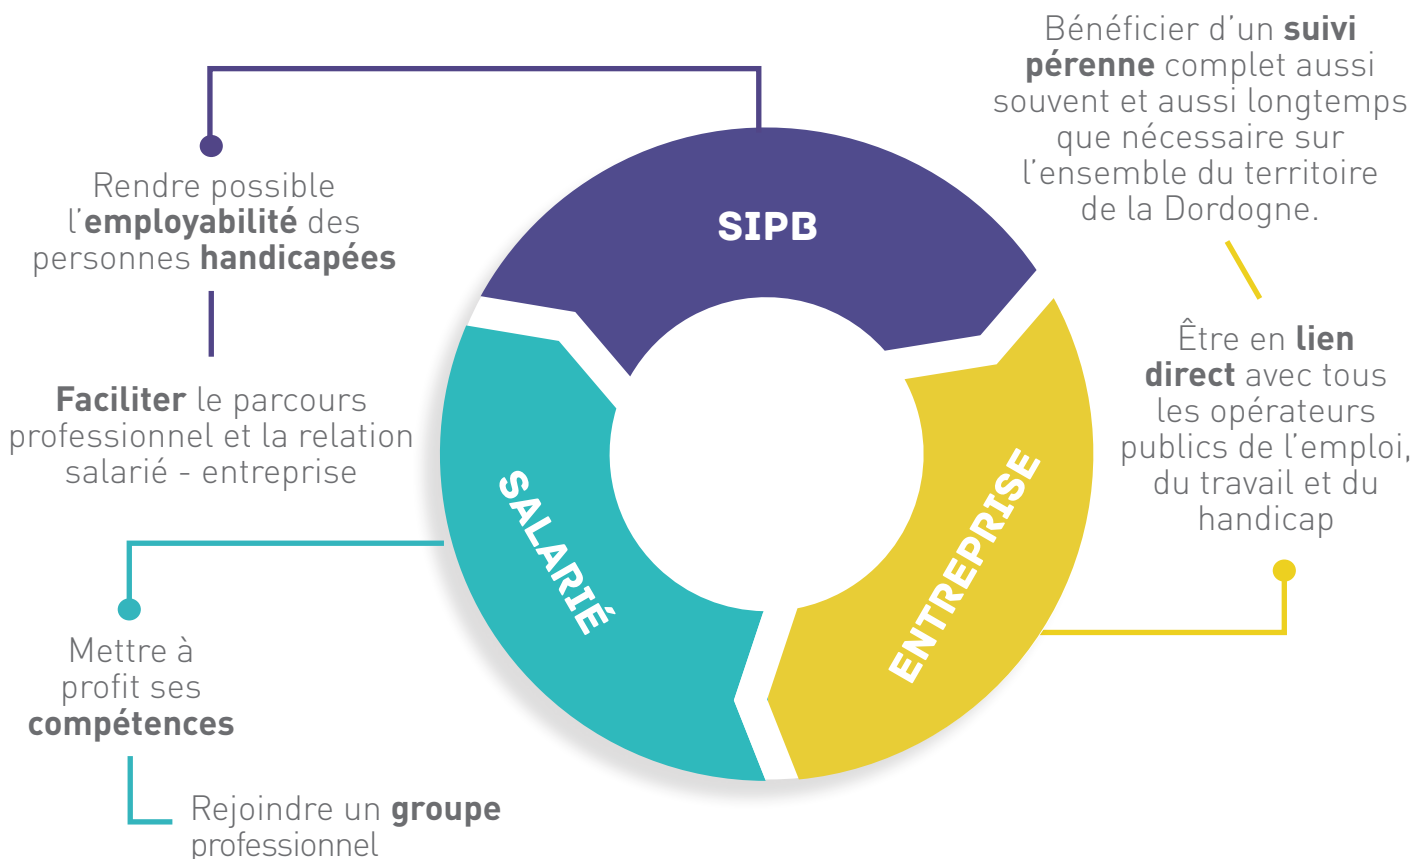 Bénéficier d'un suivi
pérenne complet aussi
souvent et aussi longtemps
que nécessaire sur
l'ensemble du territoire
de la Dordogne.
Rendre possible
l'employabilité des
personnes handicapées
SIPB
Être en lien
direct avec tous
les opérateurs
publics de l'emploi,
du travail et du
handicap
Faciliter le parcours
professionnel et la relation
salarié - entreprise
SALARIÉ
ENTREPRISE
Mettre à
profit ses
compétences
Rejoindre un groupe
professionnel